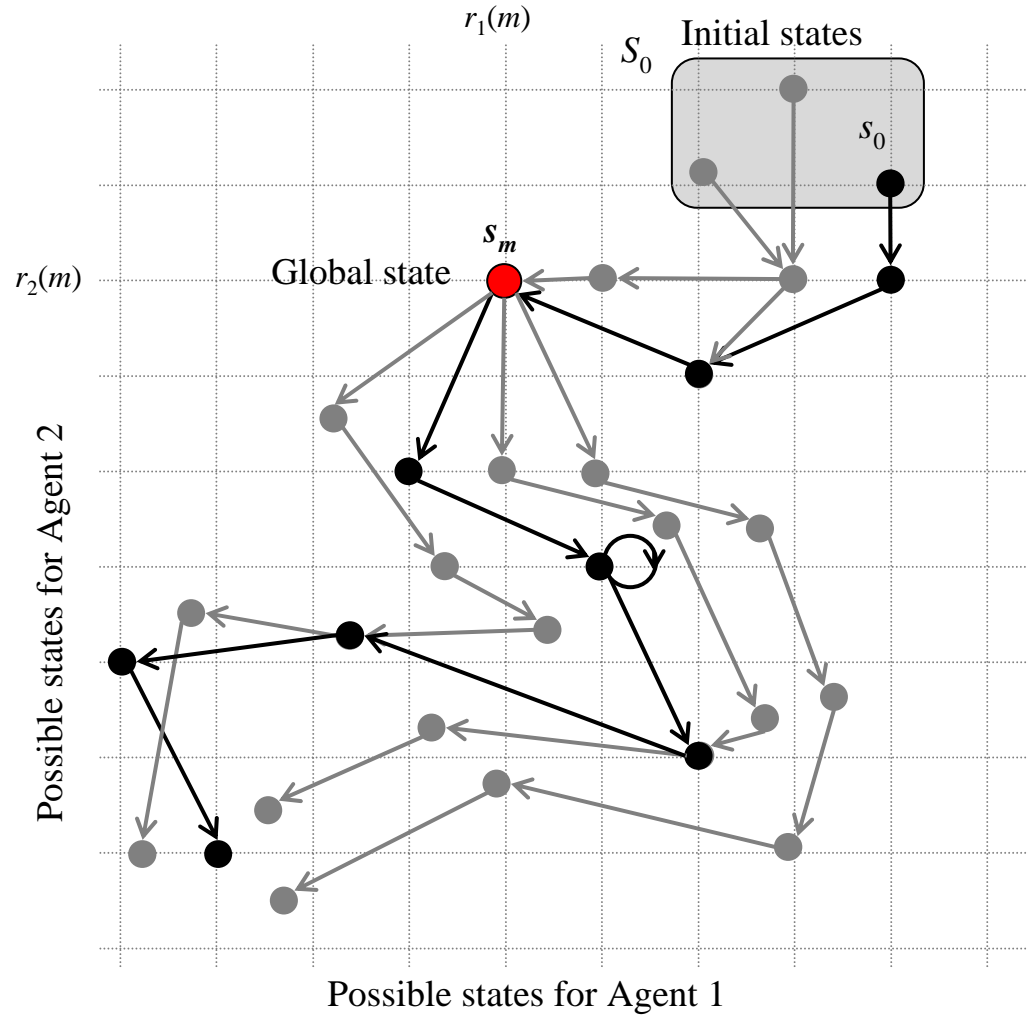 r1(m)
Initial states
S0
s0
sm
Global state
r2(m)
Possible states for Agent 2
Possible states for Agent 1